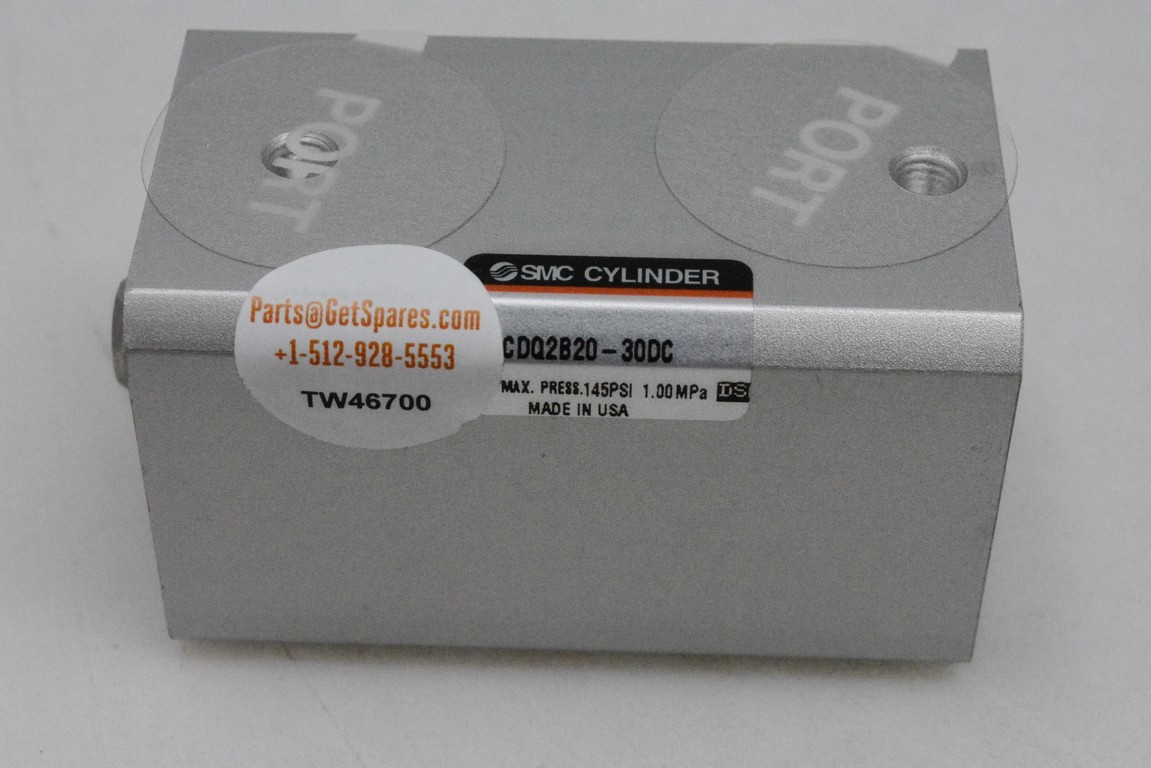 PORT
PORT
SMC CYLINDER
Parts@GetSpares.com
+1-512-928-5553
TW46700
CDQ2B20-30DC
MAX. PRESS.145PSI 1.00MPa
MADE IN USA